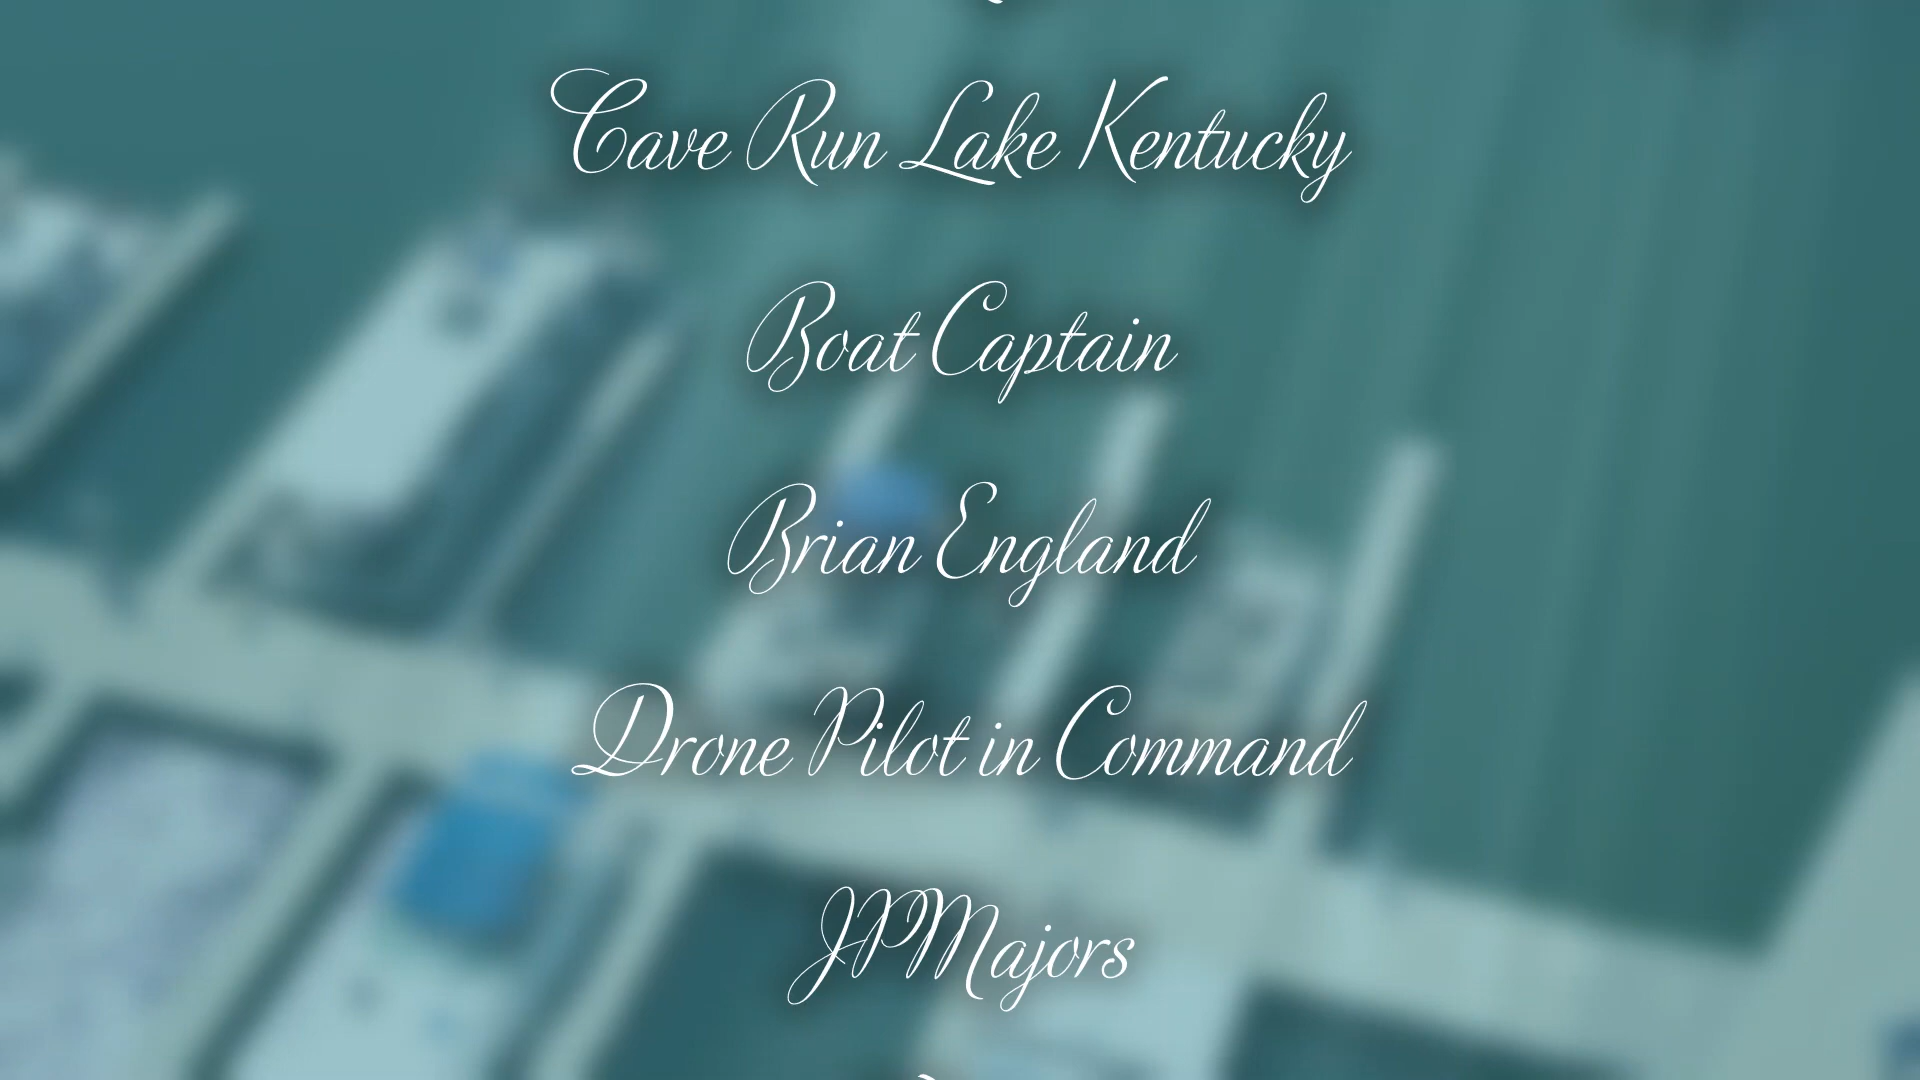 Cave Run Lake Kentucky
Boat Captain
Brian England
Drone Pilot in Command
JPMajors